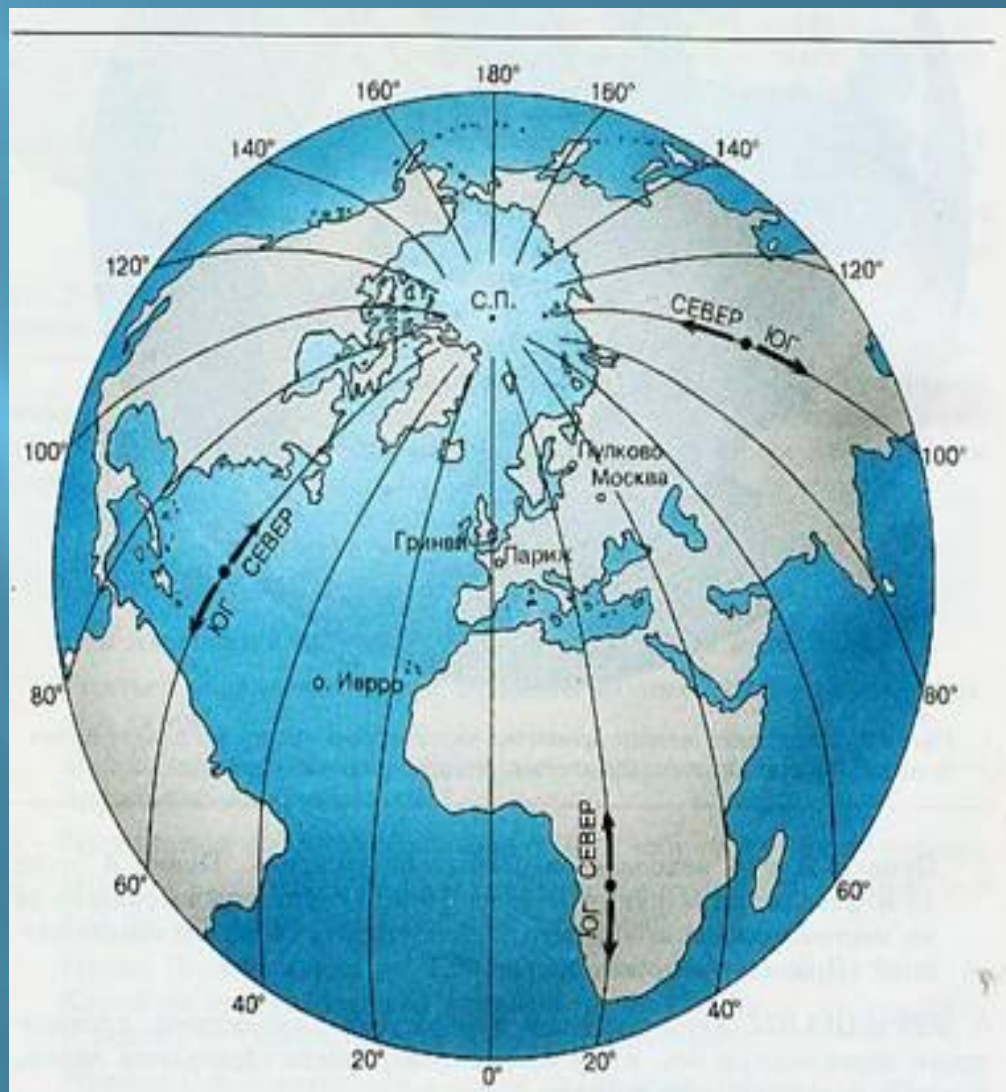 180°
160°
160°
140°
140°
120°
120°
С.П.
СЕВЕР
ЮГ
100°
100°
Пулково
Москва
Гринвич
Париж
СЕВЕР
ЮГ
о. Иврро
80°
80°
СЕВЕР
ЮГ
60°
60°
40°
40°
20°
20°
0°